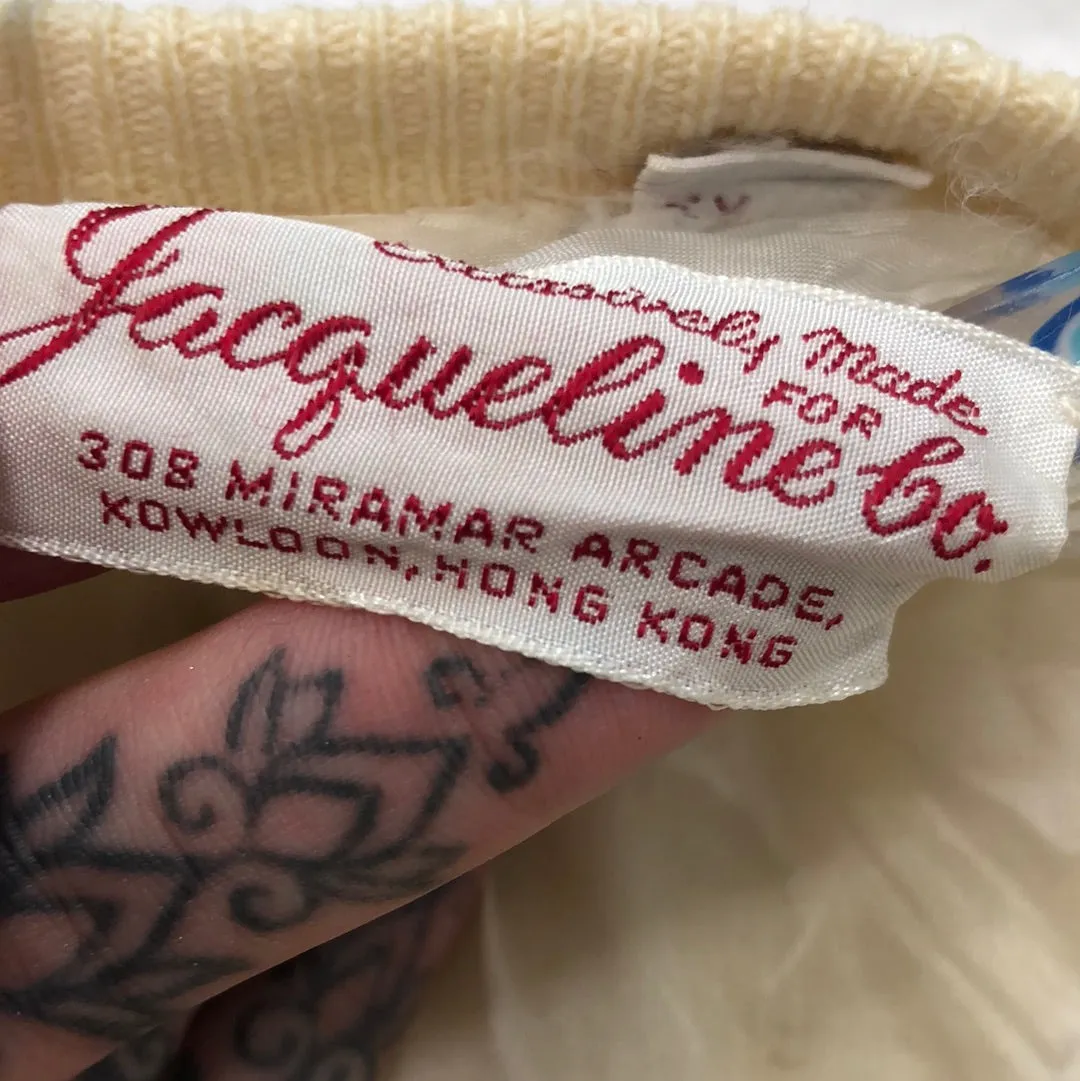 Exclusively Made
FOR
Jacqueline Co.
308 MIRAMAR ARCADE,
KOWLOON, HONG KONG